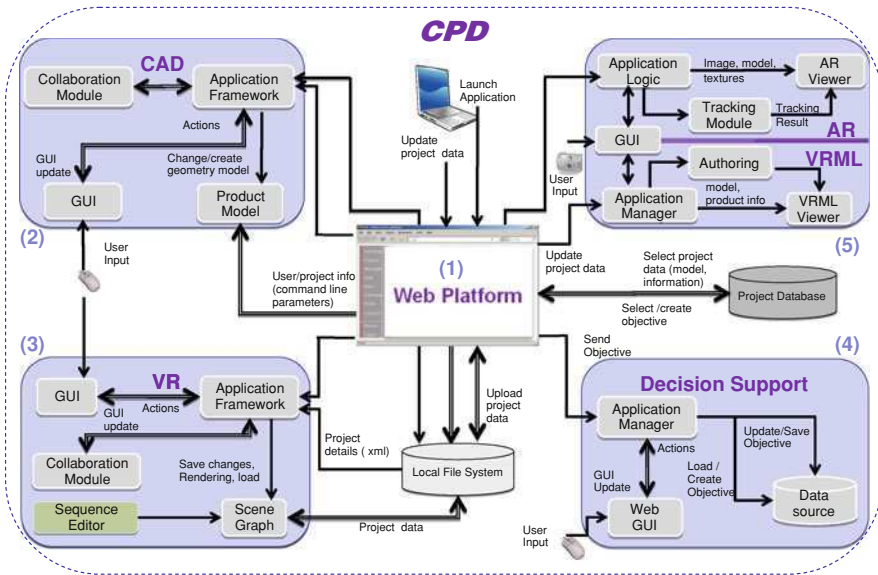 CPD
CAD
Collaboration
Module
Application
Framework
Actions
GUI
update
Change/create
geometry model
GUI
Product
Model
(2)
User
Input
Launch
Application
Update
project data
Application
Logic
Image, model,
textures
AR
Viewer
Tracking
Module
Tracking
Result
GUI
AR
VRML
User
Input
Authoring
Application
Manager
model,
product info
VRML
Viewer
(5)
(1)
Web Platform
User/project info
(command line
parameters)
Update
project data
Select project
data (model,
information)
Select /create
objective
Project Database
Send
Objective
(3)
VR
GUI
Application
Framework
Actions
GUI
update
Collaboration
Module
Save changes,
Rendering, load
Sequence
Editor
Scene
Graph
Project
details ( xml)
Upload
project
data
Local File System
Project data
(4)
Decision Support
Application
Manager
Update/Save
Objective
Actions
GUI
Update
Load /
Create
Objective
Web
GUI
Data
source
User
Input